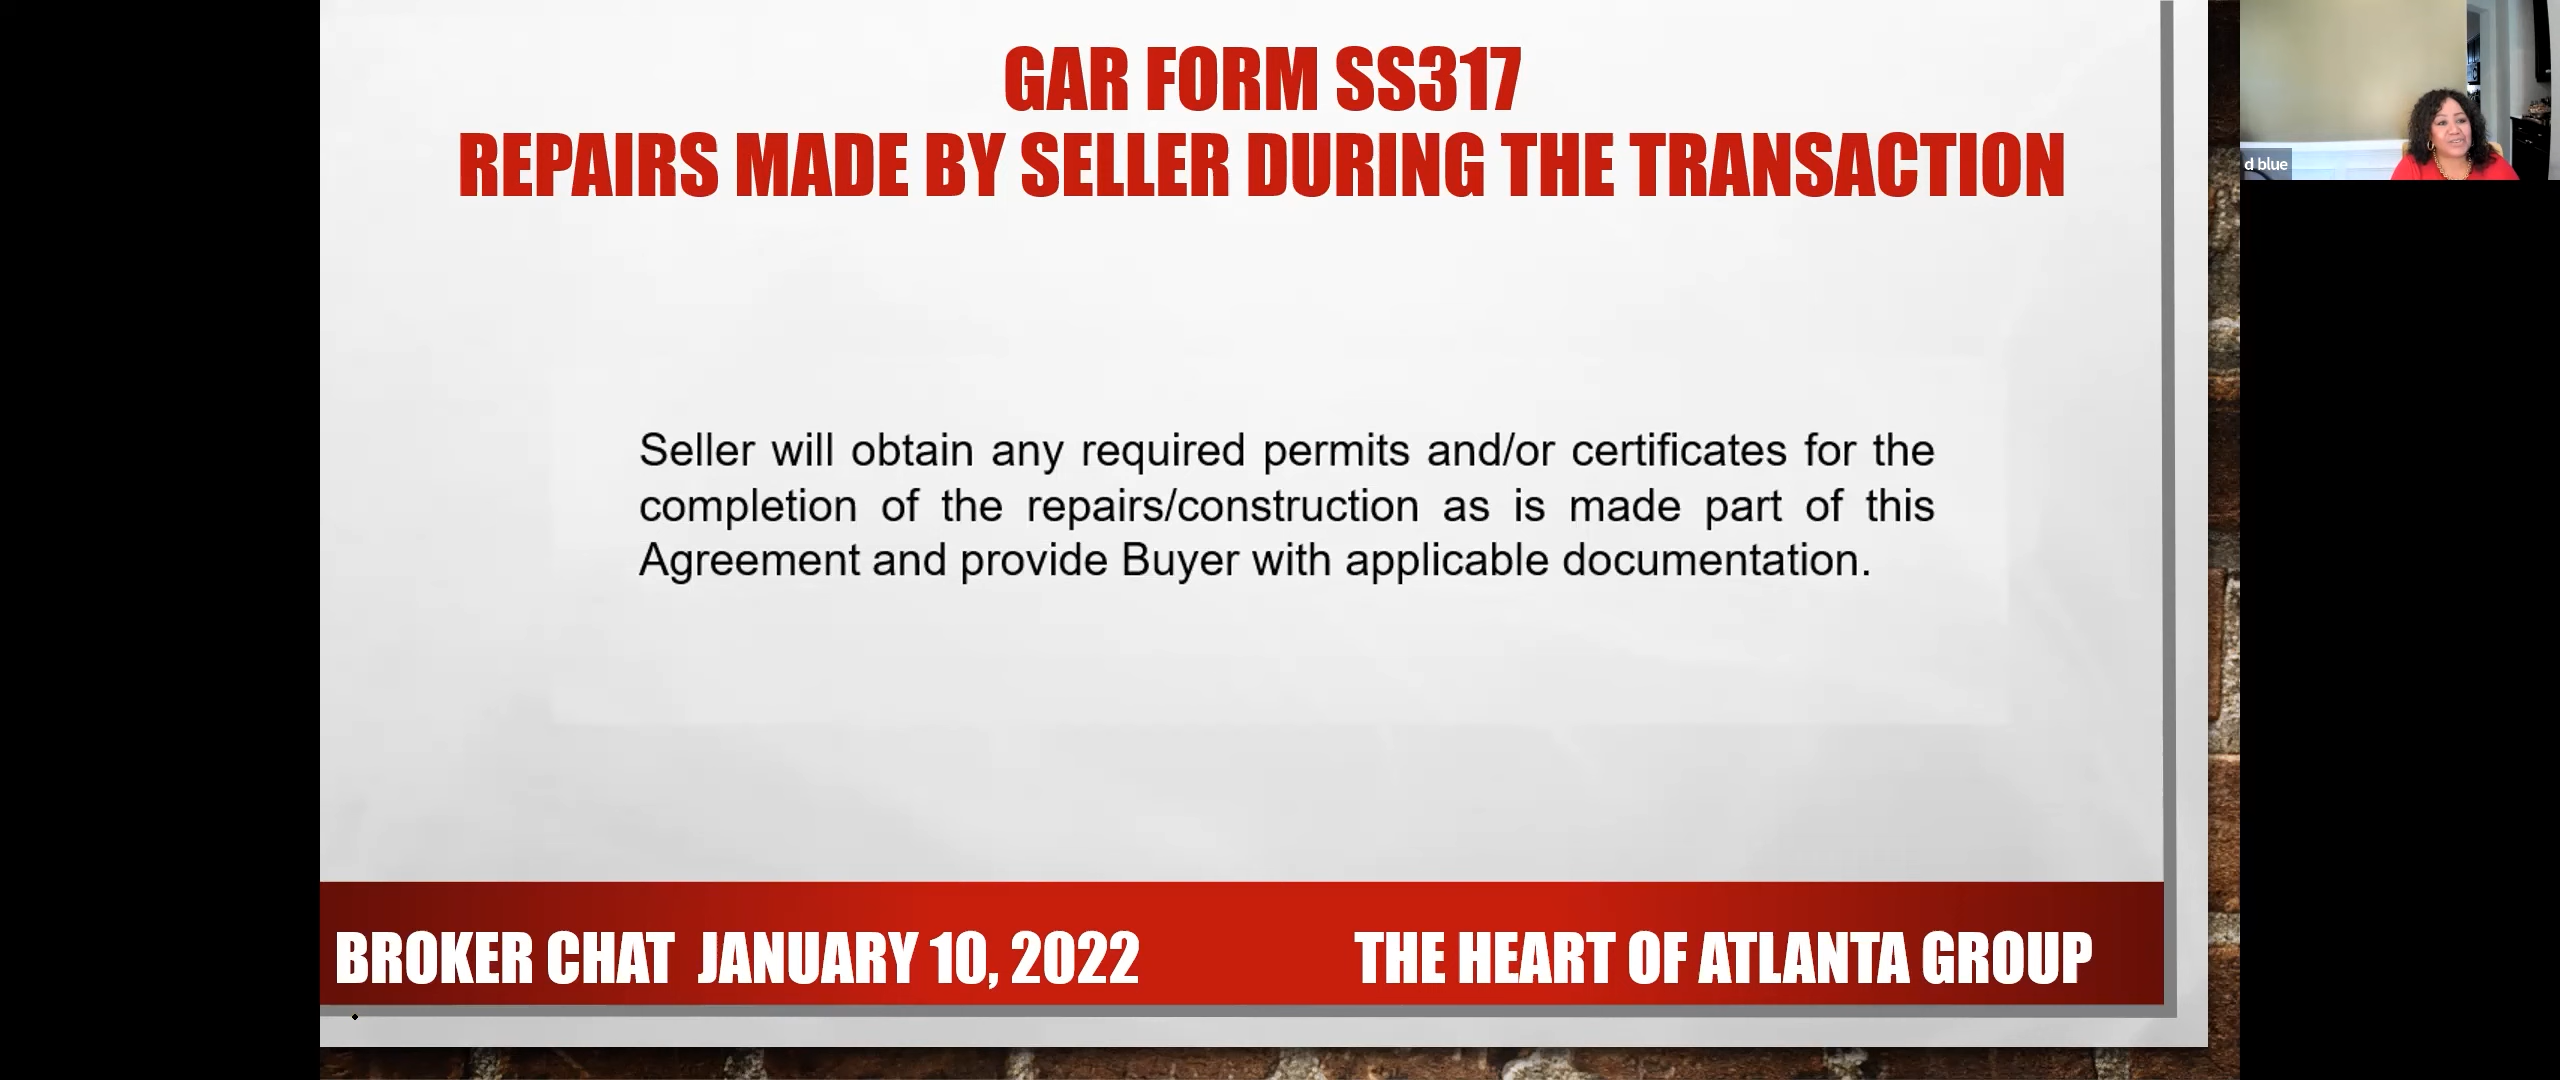 GAR FORM SS317
REPAIRS MADE BY SELLER DURING THE TRANSACTION
d blue
Seller will obtain any required permits and/or certificates for the
completion of the repairs/construction as is made part of this
Agreement and provide Buyer with applicable documentation.
BROKER CHAT JANUARY 10, 2022 THE HEART OF ATLANTA GROUP